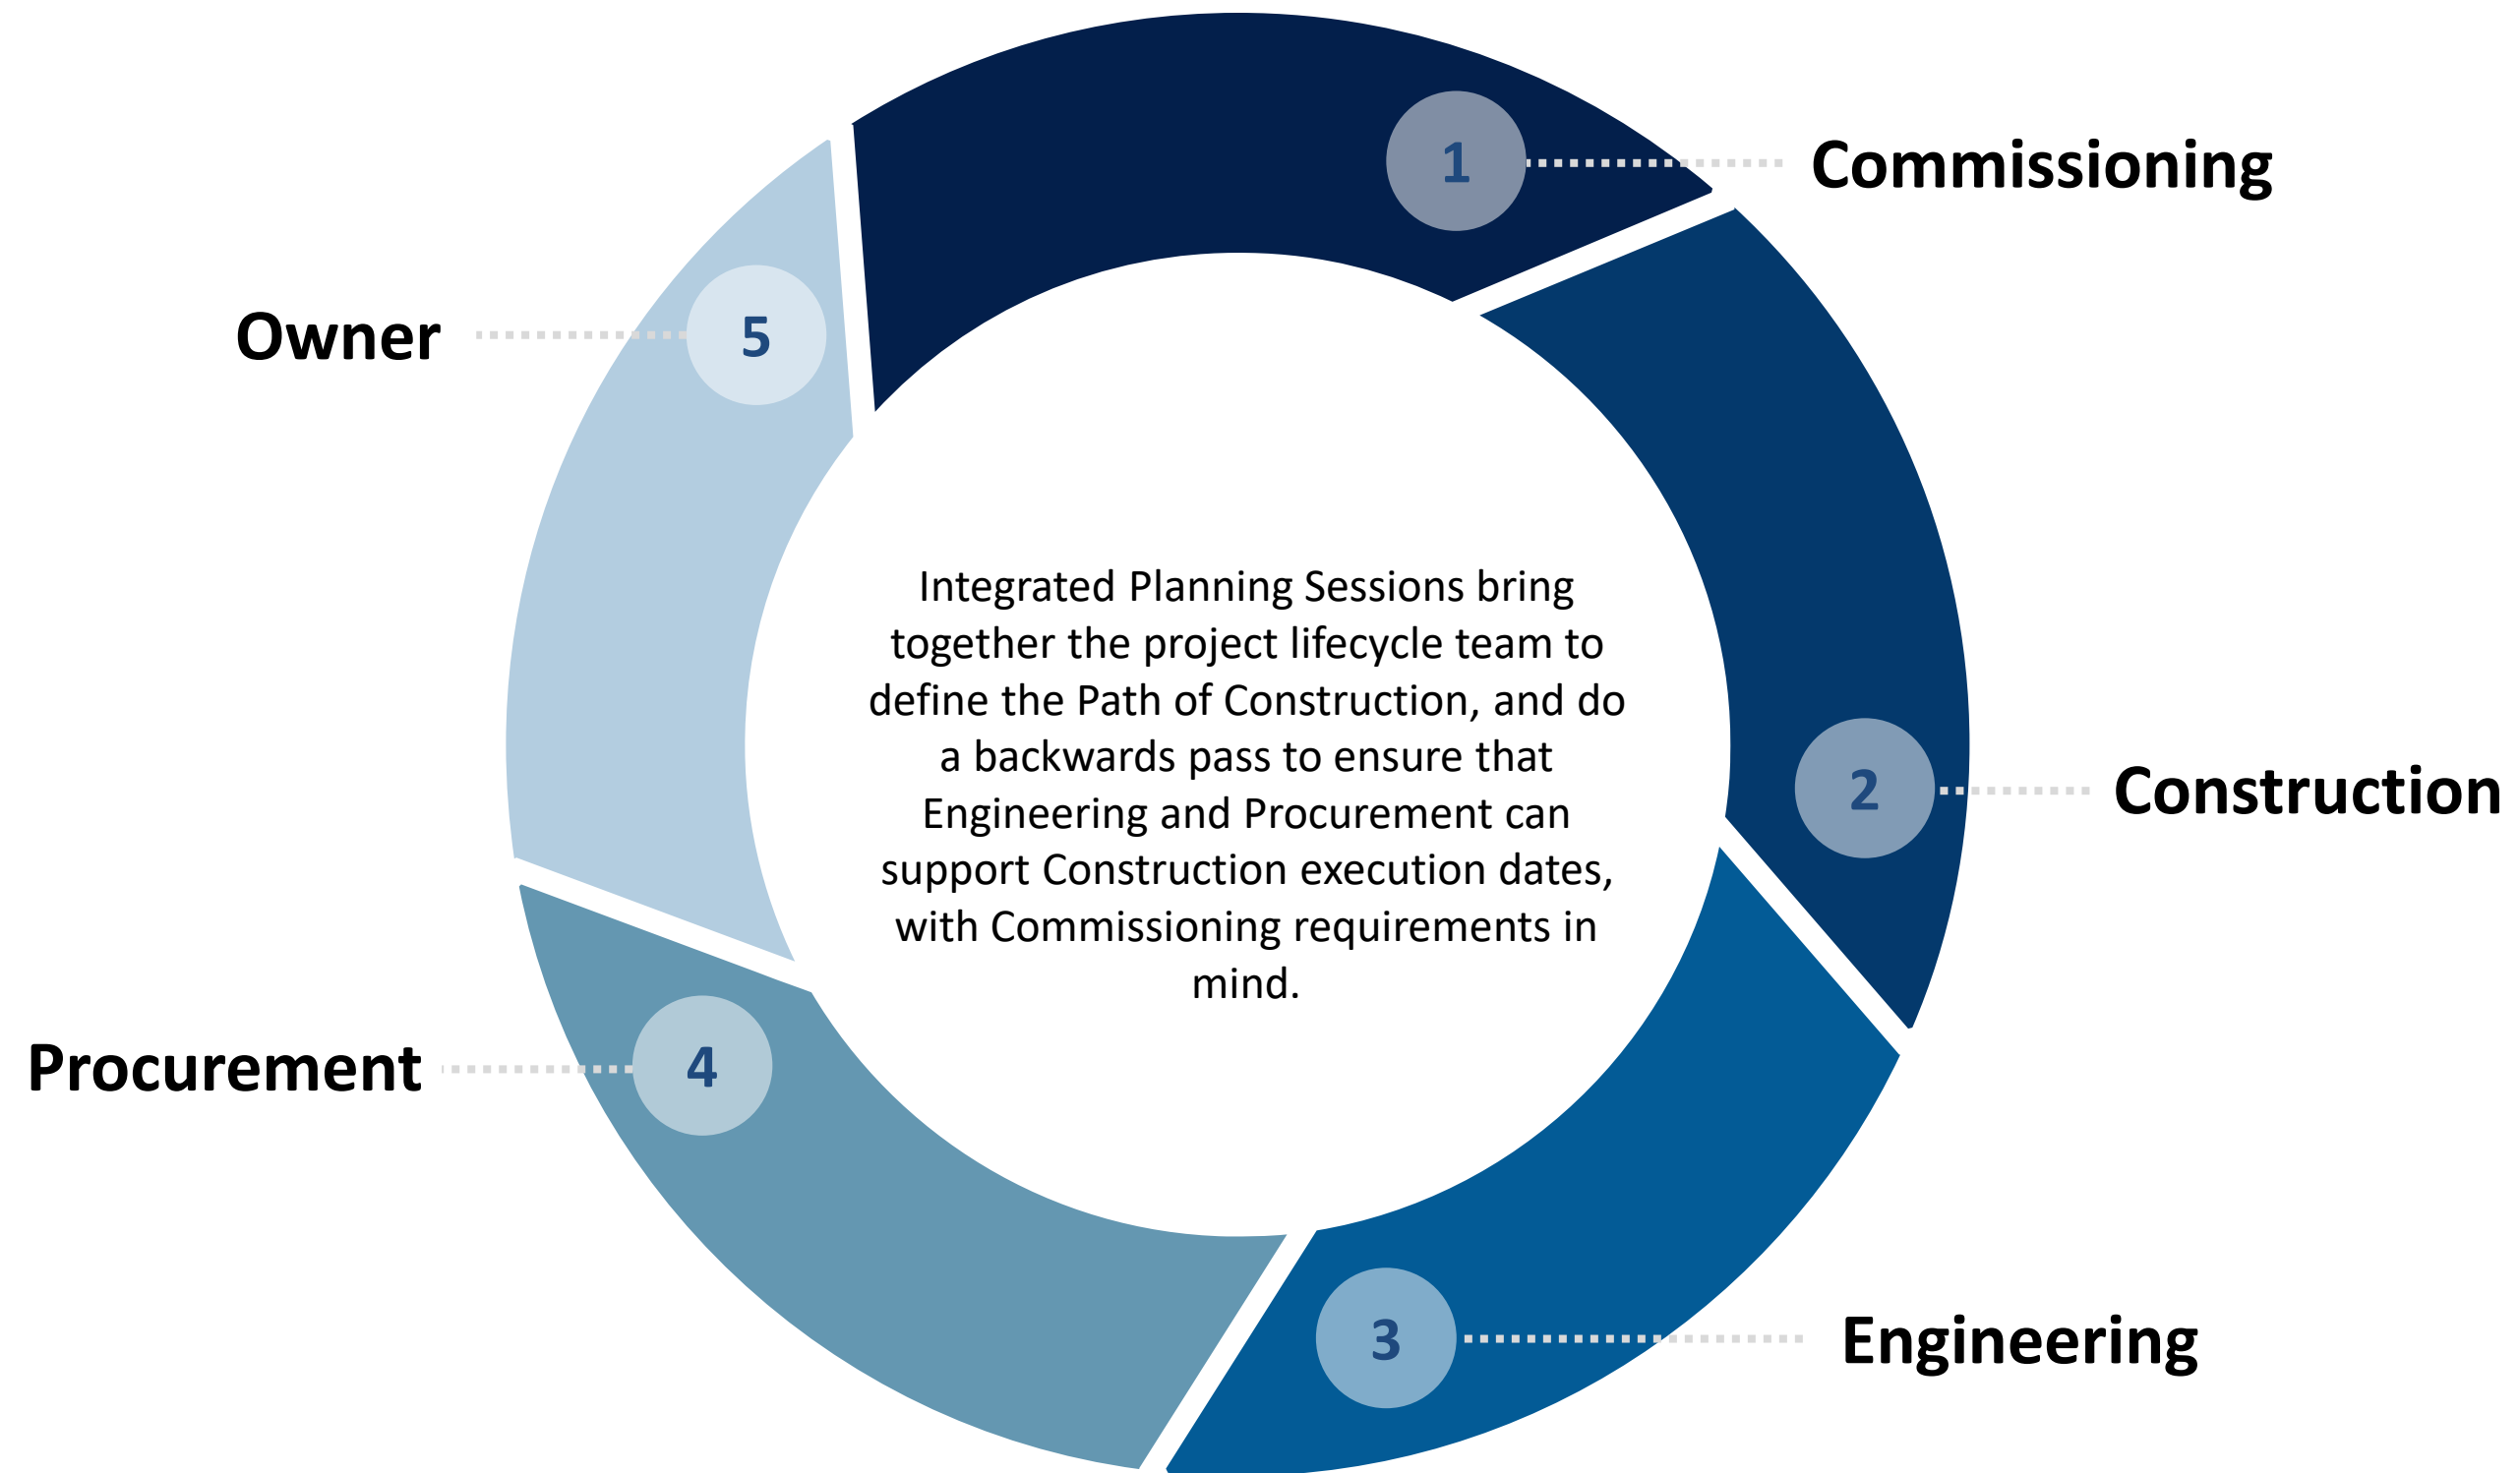 1
Commissioning
Owner
5
Integrated Planning Sessions bring
together the project lifecycle team to
define the Path of Construction, and do
a backwards pass to ensure that
Engineering and Procurement can
support Construction execution dates,
with Commissioning requirements in
mind.
2
Construction
Procurement
4
3
Engineering